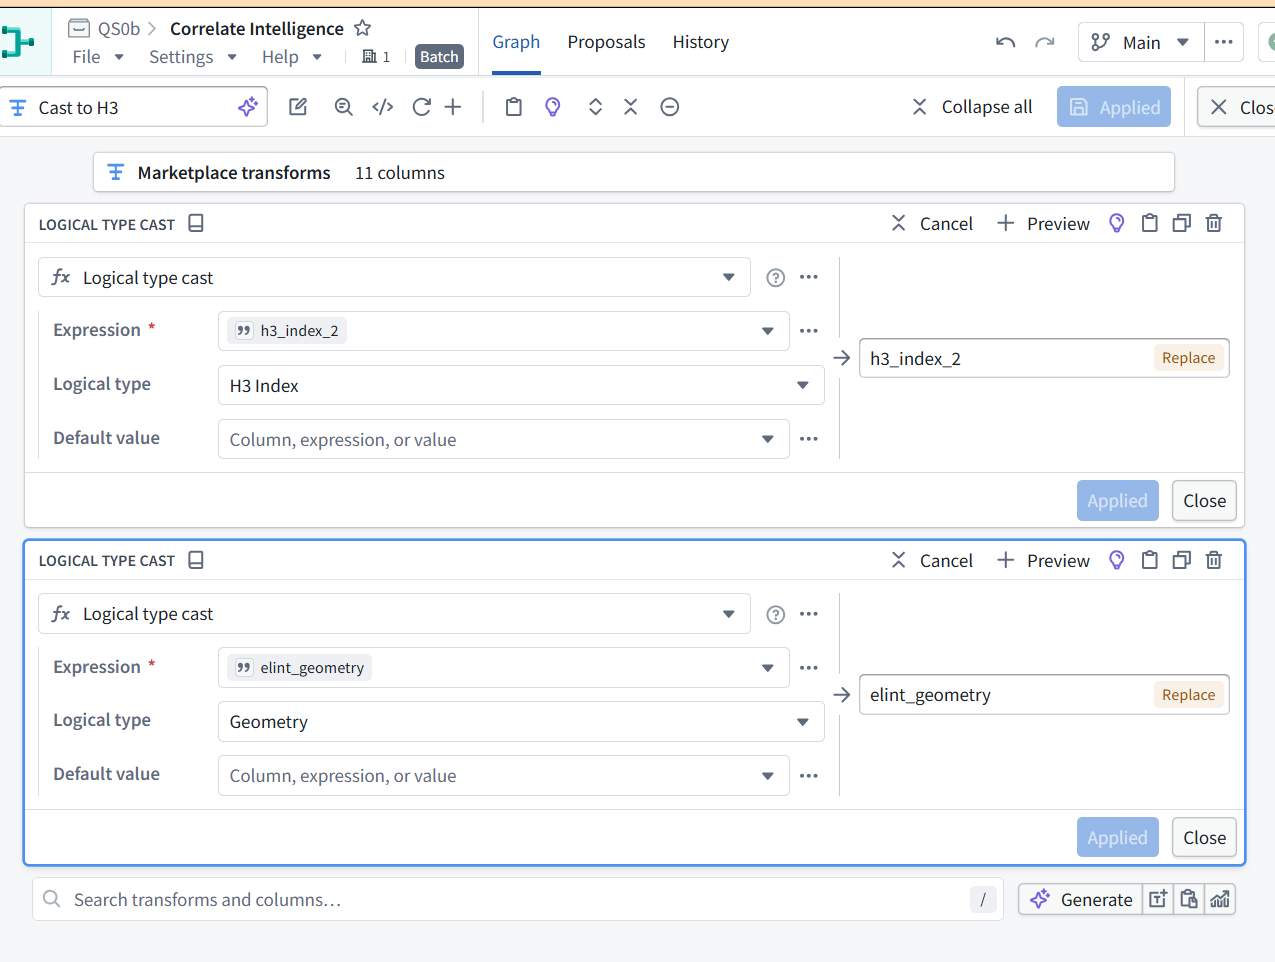 QS0b > Correlate Intelligence
File Settings Help 1 Batch
Graph Proposals History
Main
Cast to H3
Collapse all Applied Clos
Marketplace transforms 11 columns
LOGICAL TYPE CAST Cancel Preview
fx Logical type cast
Expression * h3_index_2
h3_index_2 Replace
Logical type H3 Index
Default value Column, expression, or value
Applied Close
LOGICAL TYPE CAST Cancel Preview
fx Logical type cast
Expression * elint_geometry
elint_geometry Replace
Logical type Geometry
Default value Column, expression, or value
Applied Close
Search transforms and columns… / Generate